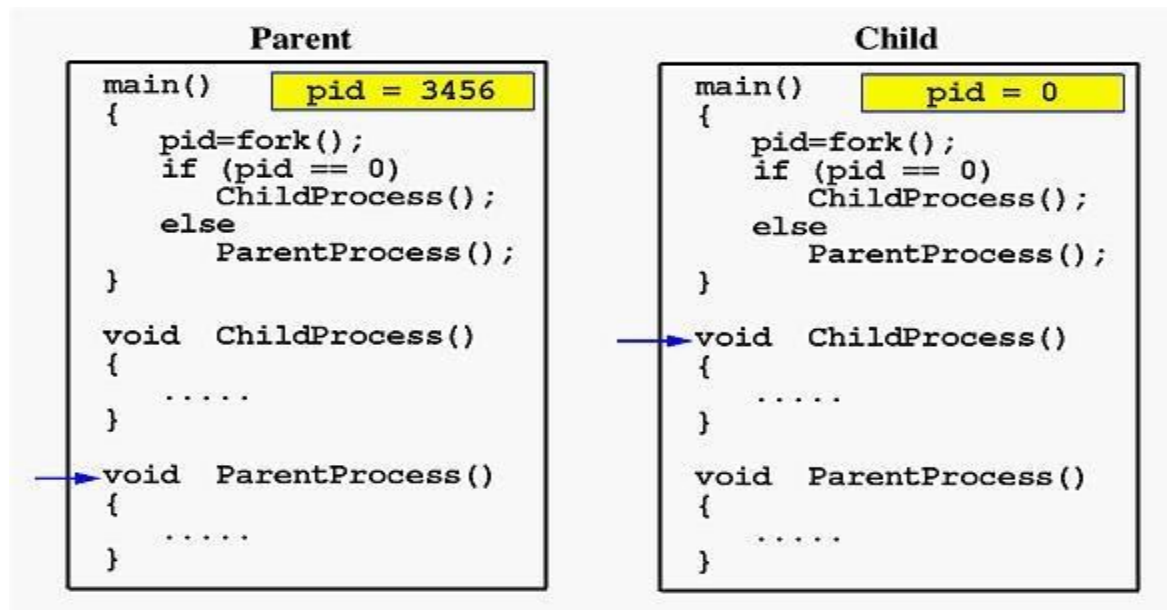 Parent
main()
pid = 3456
{
pid=fork();
if (pid == 0)
ChildProcess();
else
ParentProcess();
}
void ChildProcess()
{
.....
}
void ParentProcess()
{
.....
}
Child
main()
pid = 0
{
pid=fork();
if (pid == 0)
ChildProcess();
else
ParentProcess();
}
void ChildProcess()
{
.....
}
void ParentProcess()
{
.....
}